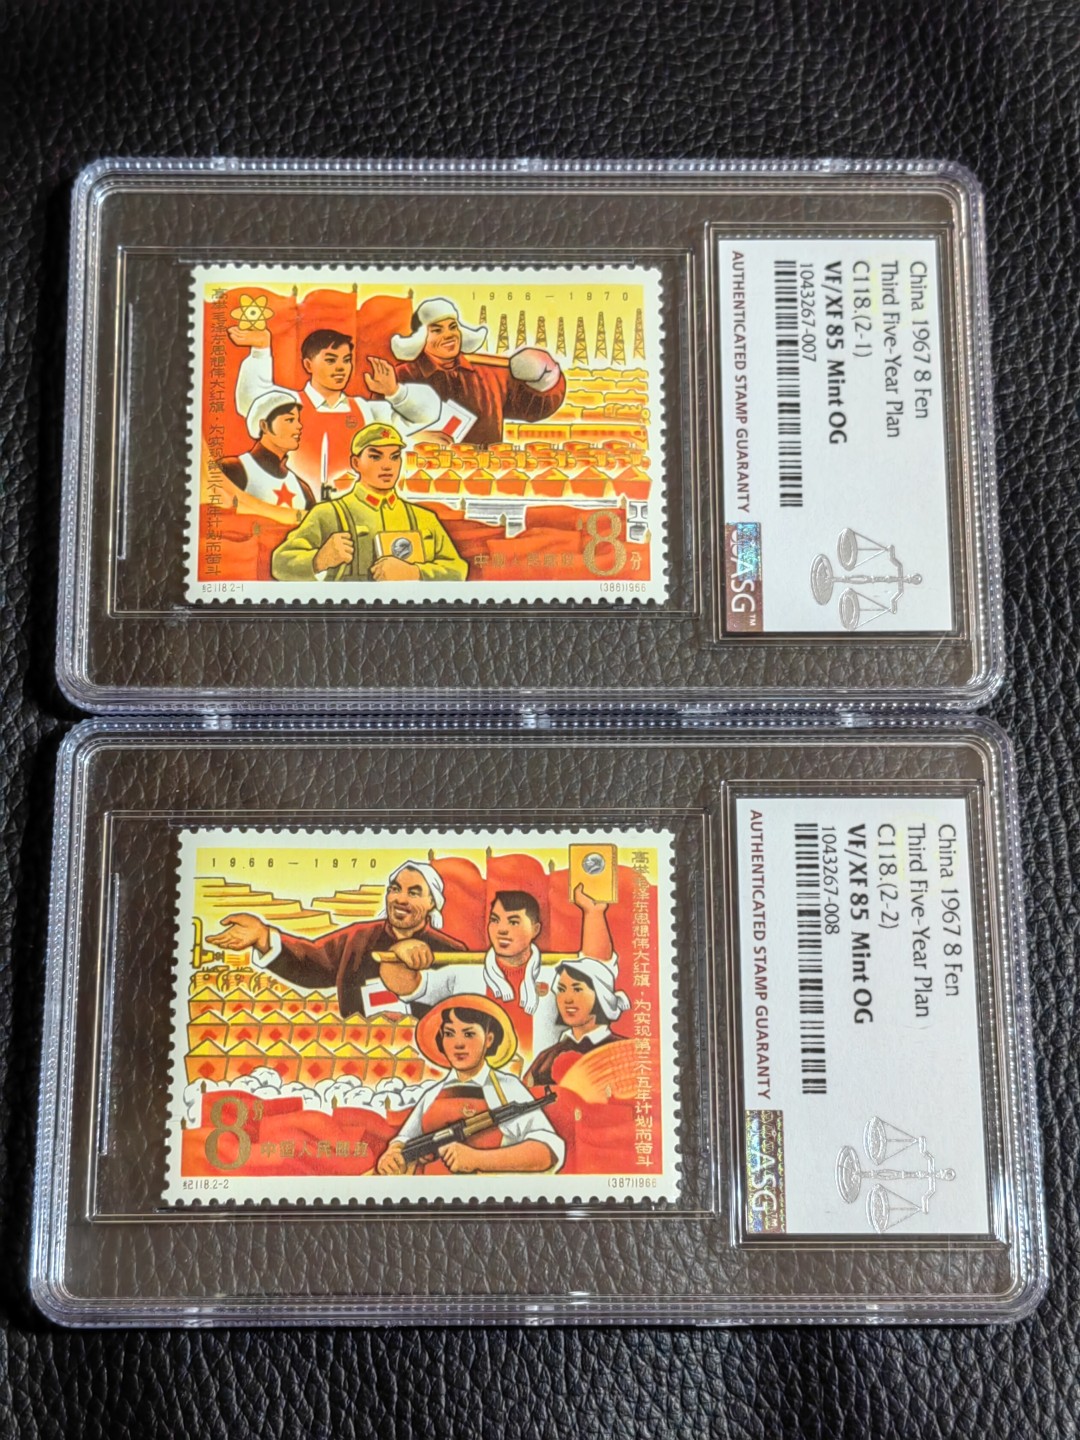 高举毛泽东思想伟大红旗·为实现第三个五年计划而奋斗
1966-1970
8分
中国人民邮政
纪118.2-1
(386)1966
China 1967 8 Fen
Third Five-Year Plan
C118.(2-1)
VF/XF 85 Mint OG
1043267-007
AUTHENTICATED STAMP GUARANTY
ASG™
1966-1970
高举毛泽东思想伟大红旗·为实现第三个五年计划而奋斗
8分
中国人民邮政
纪118.2-2
(387)1966
China 1967 8 Fen
Third Five-Year Plan
C118.(2-2)
VF/XF 85 Mint OG
1043267-008
AUTHENTICATED STAMP GUARANTY
ASG™